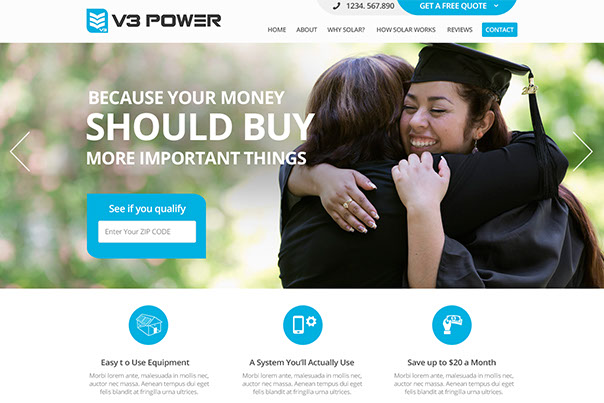 V3 POWER
V3
1234. 567.890
GET A FREE QUOTE
HOME ABOUT WHY SOLAR? HOW SOLAR WORKS REVIEWS CONTACT
BECAUSE YOUR MONEY
SHOULD BUY
MORE IMPORTANT THINGS
See if you qualify
Enter Your ZIP CODE
Easy t o Use Equipment
Morbi lorem ante, malesuada in mollis nec,
auctor nec massa. Aenean tempus dui eget
felis blandit at fringilla urna ultrices.
A System You'll Actually Use
Morbi lorem ante, malesuada in mollis nec,
auctor nec massa. Aenean tempus dui eget
felis blandit at fringilla urna ultrices.
Save up to $20 a Month
Morbi lorem ante, malesuada in mollis nec,
auctor nec massa. Aenean tempus dui eget
felis blandit at fringilla urna ultrices.